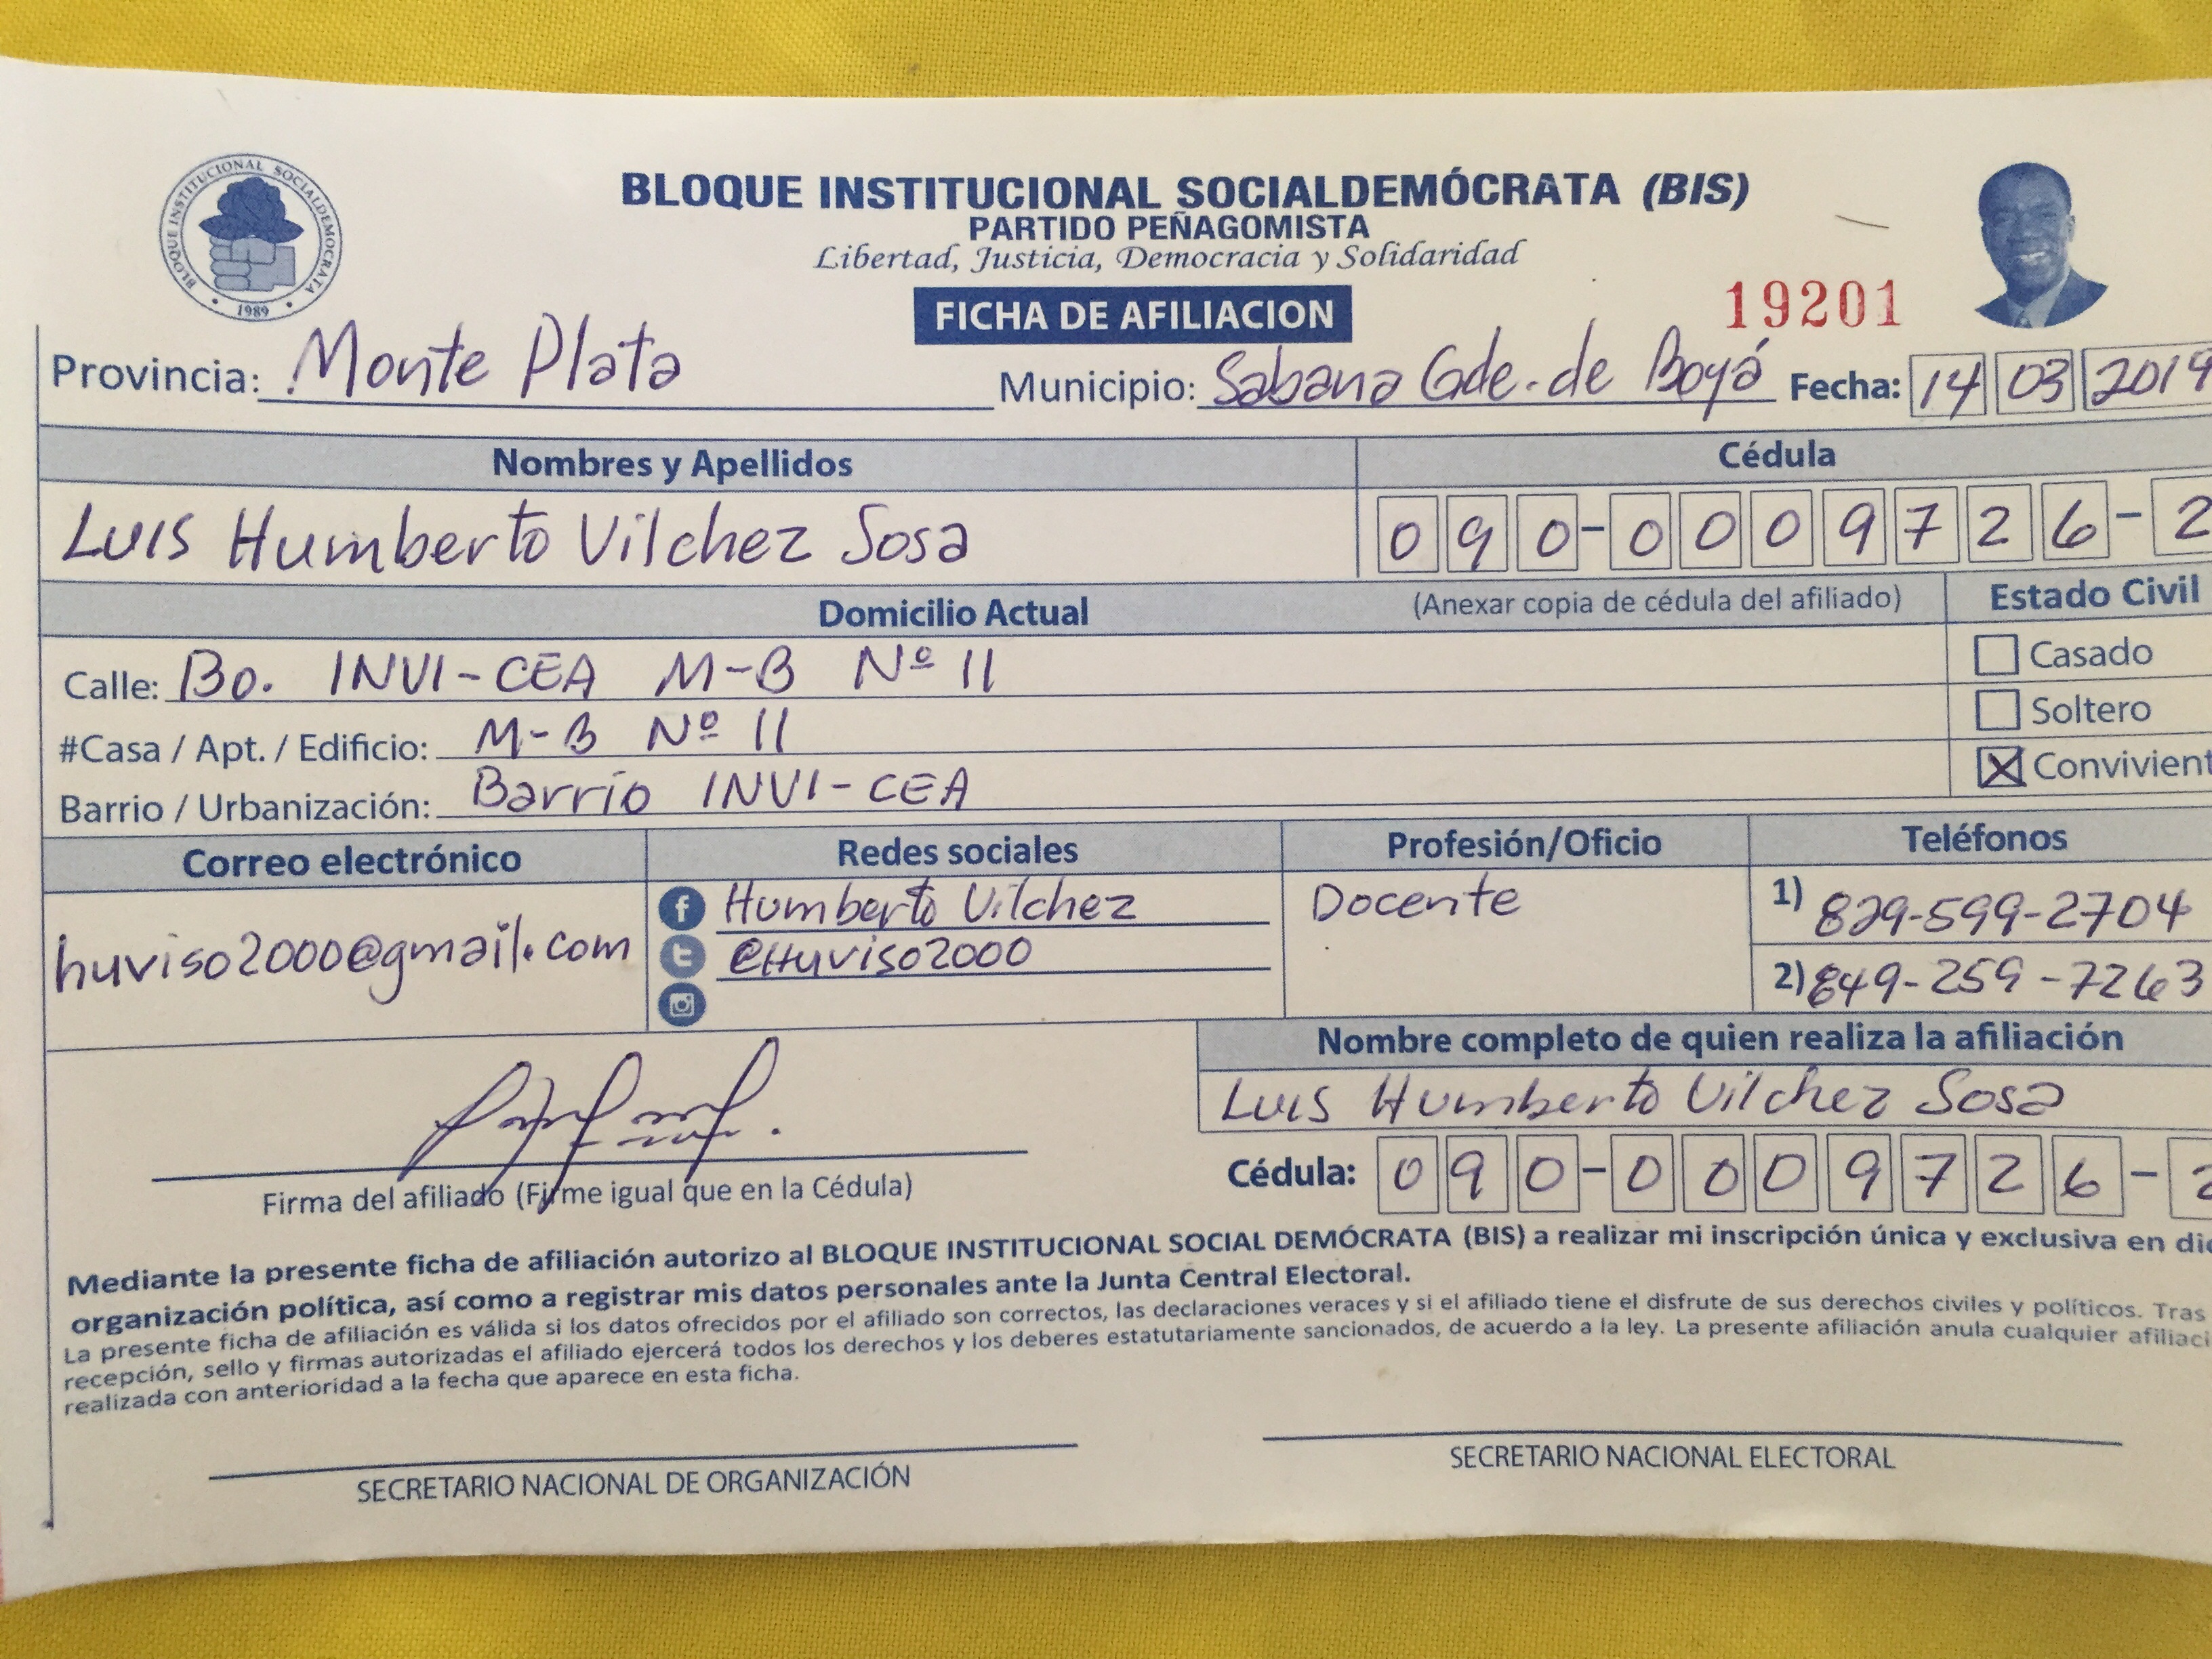 BLOQUE INSTITUCIONAL SOCIALDEMOCRATA
1989
BLOQUE INSTITUCIONAL SOCIALDEMÓCRATA (BIS)
PARTIDO PEÑAGOMISTA
Libertad, Justicia, Democracia y Solidaridad
FICHA DE AFILIACION
19201
Provincia: Monte Plata Municipio: Sabana Gde. de Boyá Fecha: 14 03 2019
Nombres y Apellidos Cédula
Luis Humberto Vilchez Sosa 090-0009726-2
Domicilio Actual (Anexar copia de cédula del afiliado) Estado Civil
Calle: Bo. INVI-CEA M-B Nº 11 Casado
#Casa / Apt. / Edificio: M-B Nº 11 Soltero
Barrio / Urbanización: Barrio INVI-CEA Convivient
Correo electrónico Redes sociales Profesión/Oficio Teléfonos
huviso2000@gmail.com Humberto Vilchez Docente 1) 829-599-2704
@Huviso2000 2) 849-259-7263
Nombre completo de quien realiza la afiliación
Luis Humberto Vilchez Sosa
Cédula: 090-0009726-2
Firma del afiliado (Firme igual que en la Cédula)
Mediante la presente ficha de afiliación autorizo al BLOQUE INSTITUCIONAL SOCIAL DEMÓCRATA (BIS) a realizar mi inscripción única y exclusiva en dic
organización política, así como a registrar mis datos personales ante la Junta Central Electoral.
La presente ficha de afiliación es válida si los datos ofrecidos por el afiliado son correctos, las declaraciones veraces y si el afiliado tiene el disfrute de sus derechos civiles y políticos. Tras
recepción, sello y firmas autorizadas el afiliado ejercerá todos los derechos y los deberes estatutariamente sancionados, de acuerdo a la ley. La presente afiliación anula cualquier afiliaci
realizada con anterioridad a la fecha que aparece en esta ficha.
SECRETARIO NACIONAL DE ORGANIZACIÓN SECRETARIO NACIONAL ELECTORAL